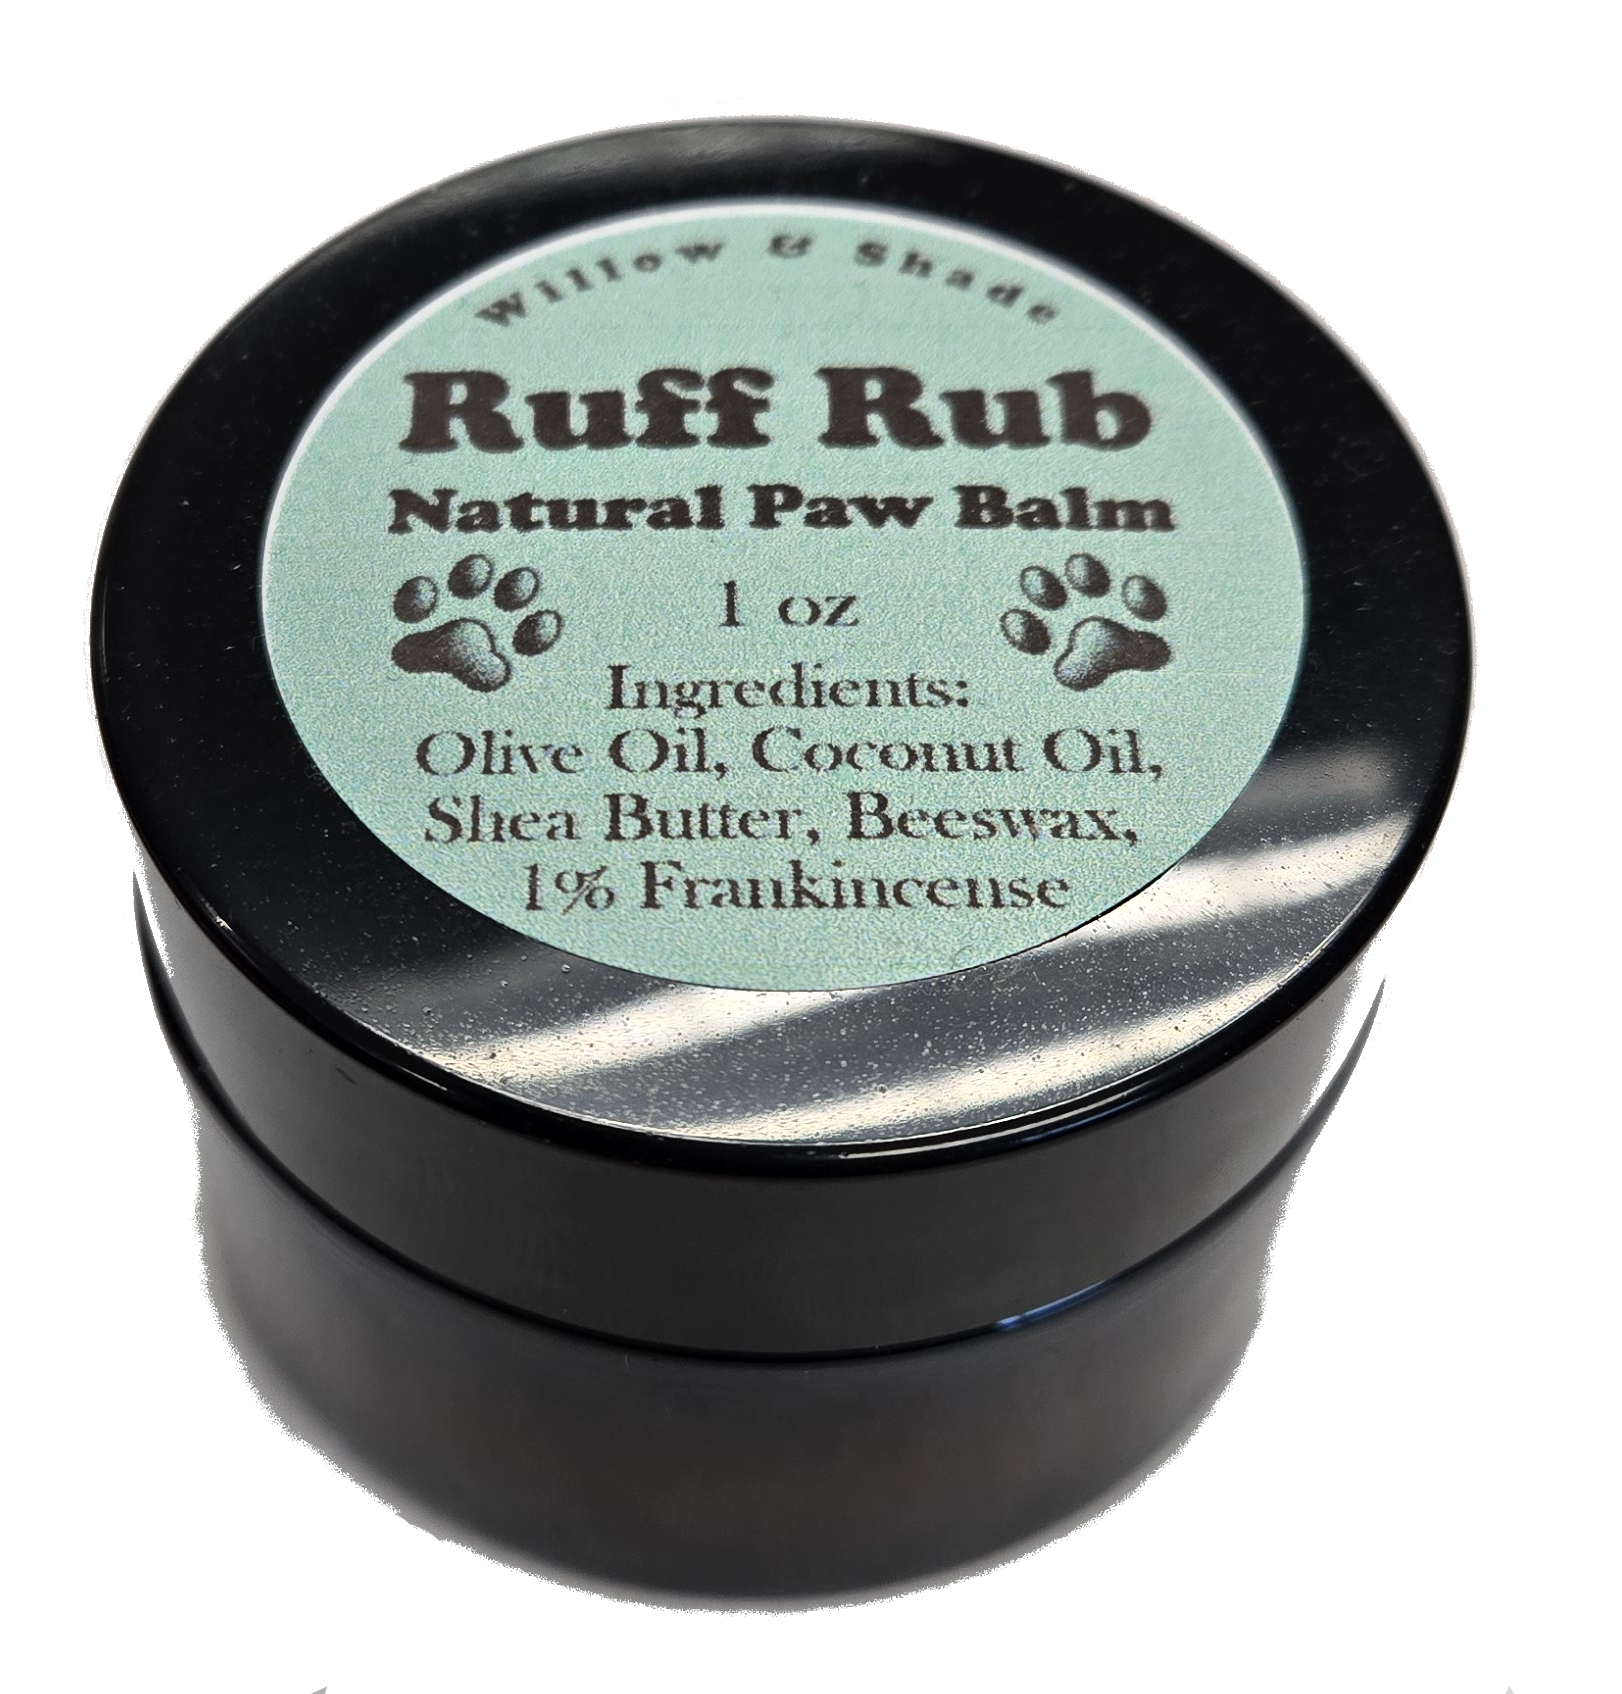 Willow & Shade
Ruff Rub
Natural Paw Balm
1 oz
Ingredients:
Olive Oil, Coconut Oil,
Shea Butter, Beeswax,
1% Frankincense